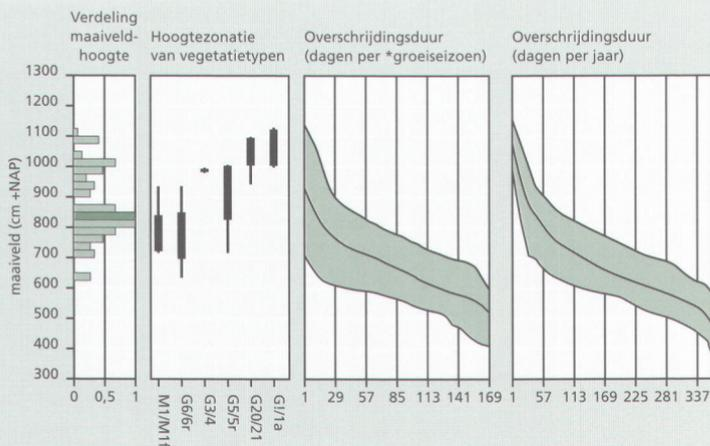 Verdeling
maaiveld-
hoogte
Hoogtezonatie
van vegetatietypen
Overschrijdingsduur
(dagen per *groeiseizoen)
Overschrijdingsduur
(dagen per jaar)
maaiveld (cm +NAP)
1300
1200
1100
1000
900
800
700
600
500
400
300
0 0,5 1
M1/M1f
G6/6r
G3/4
G5/5r
G20/21
G!/1a
1 29 57 85 113 141 169
1 57 113 169 225 281 337